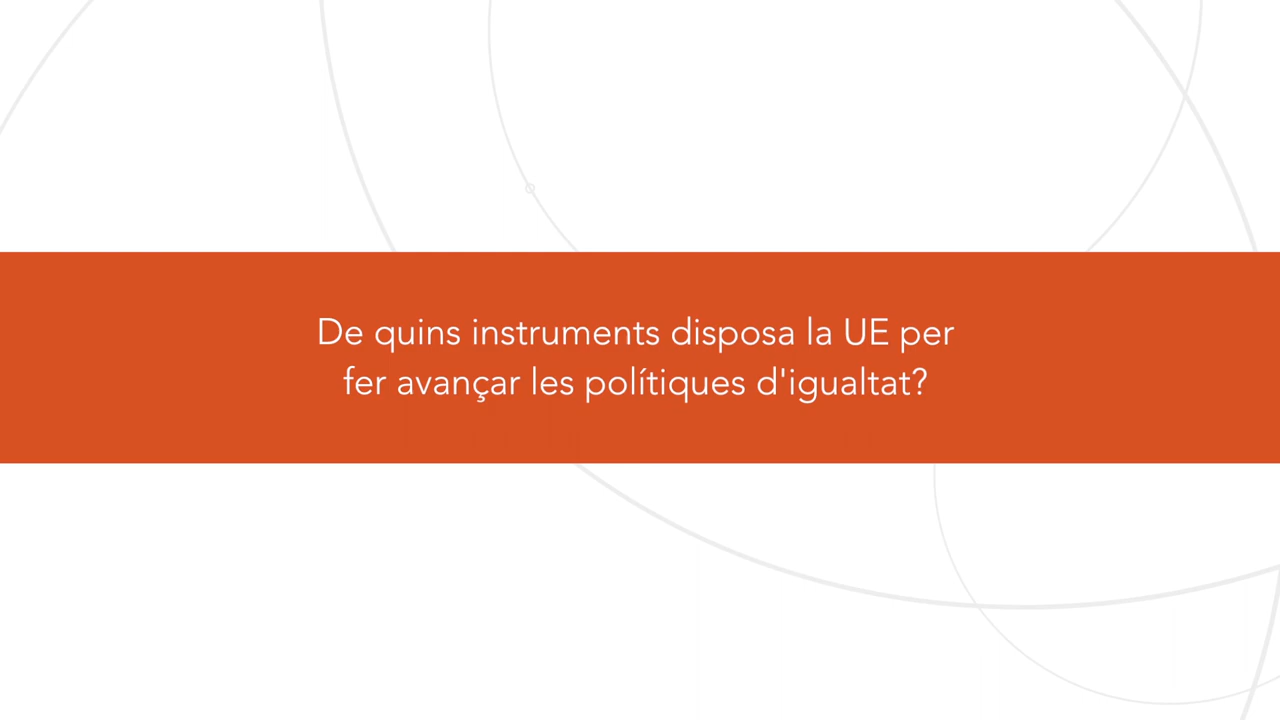 De quins instruments disposa la UE per
fer avançar les polítiques d'igualtat?